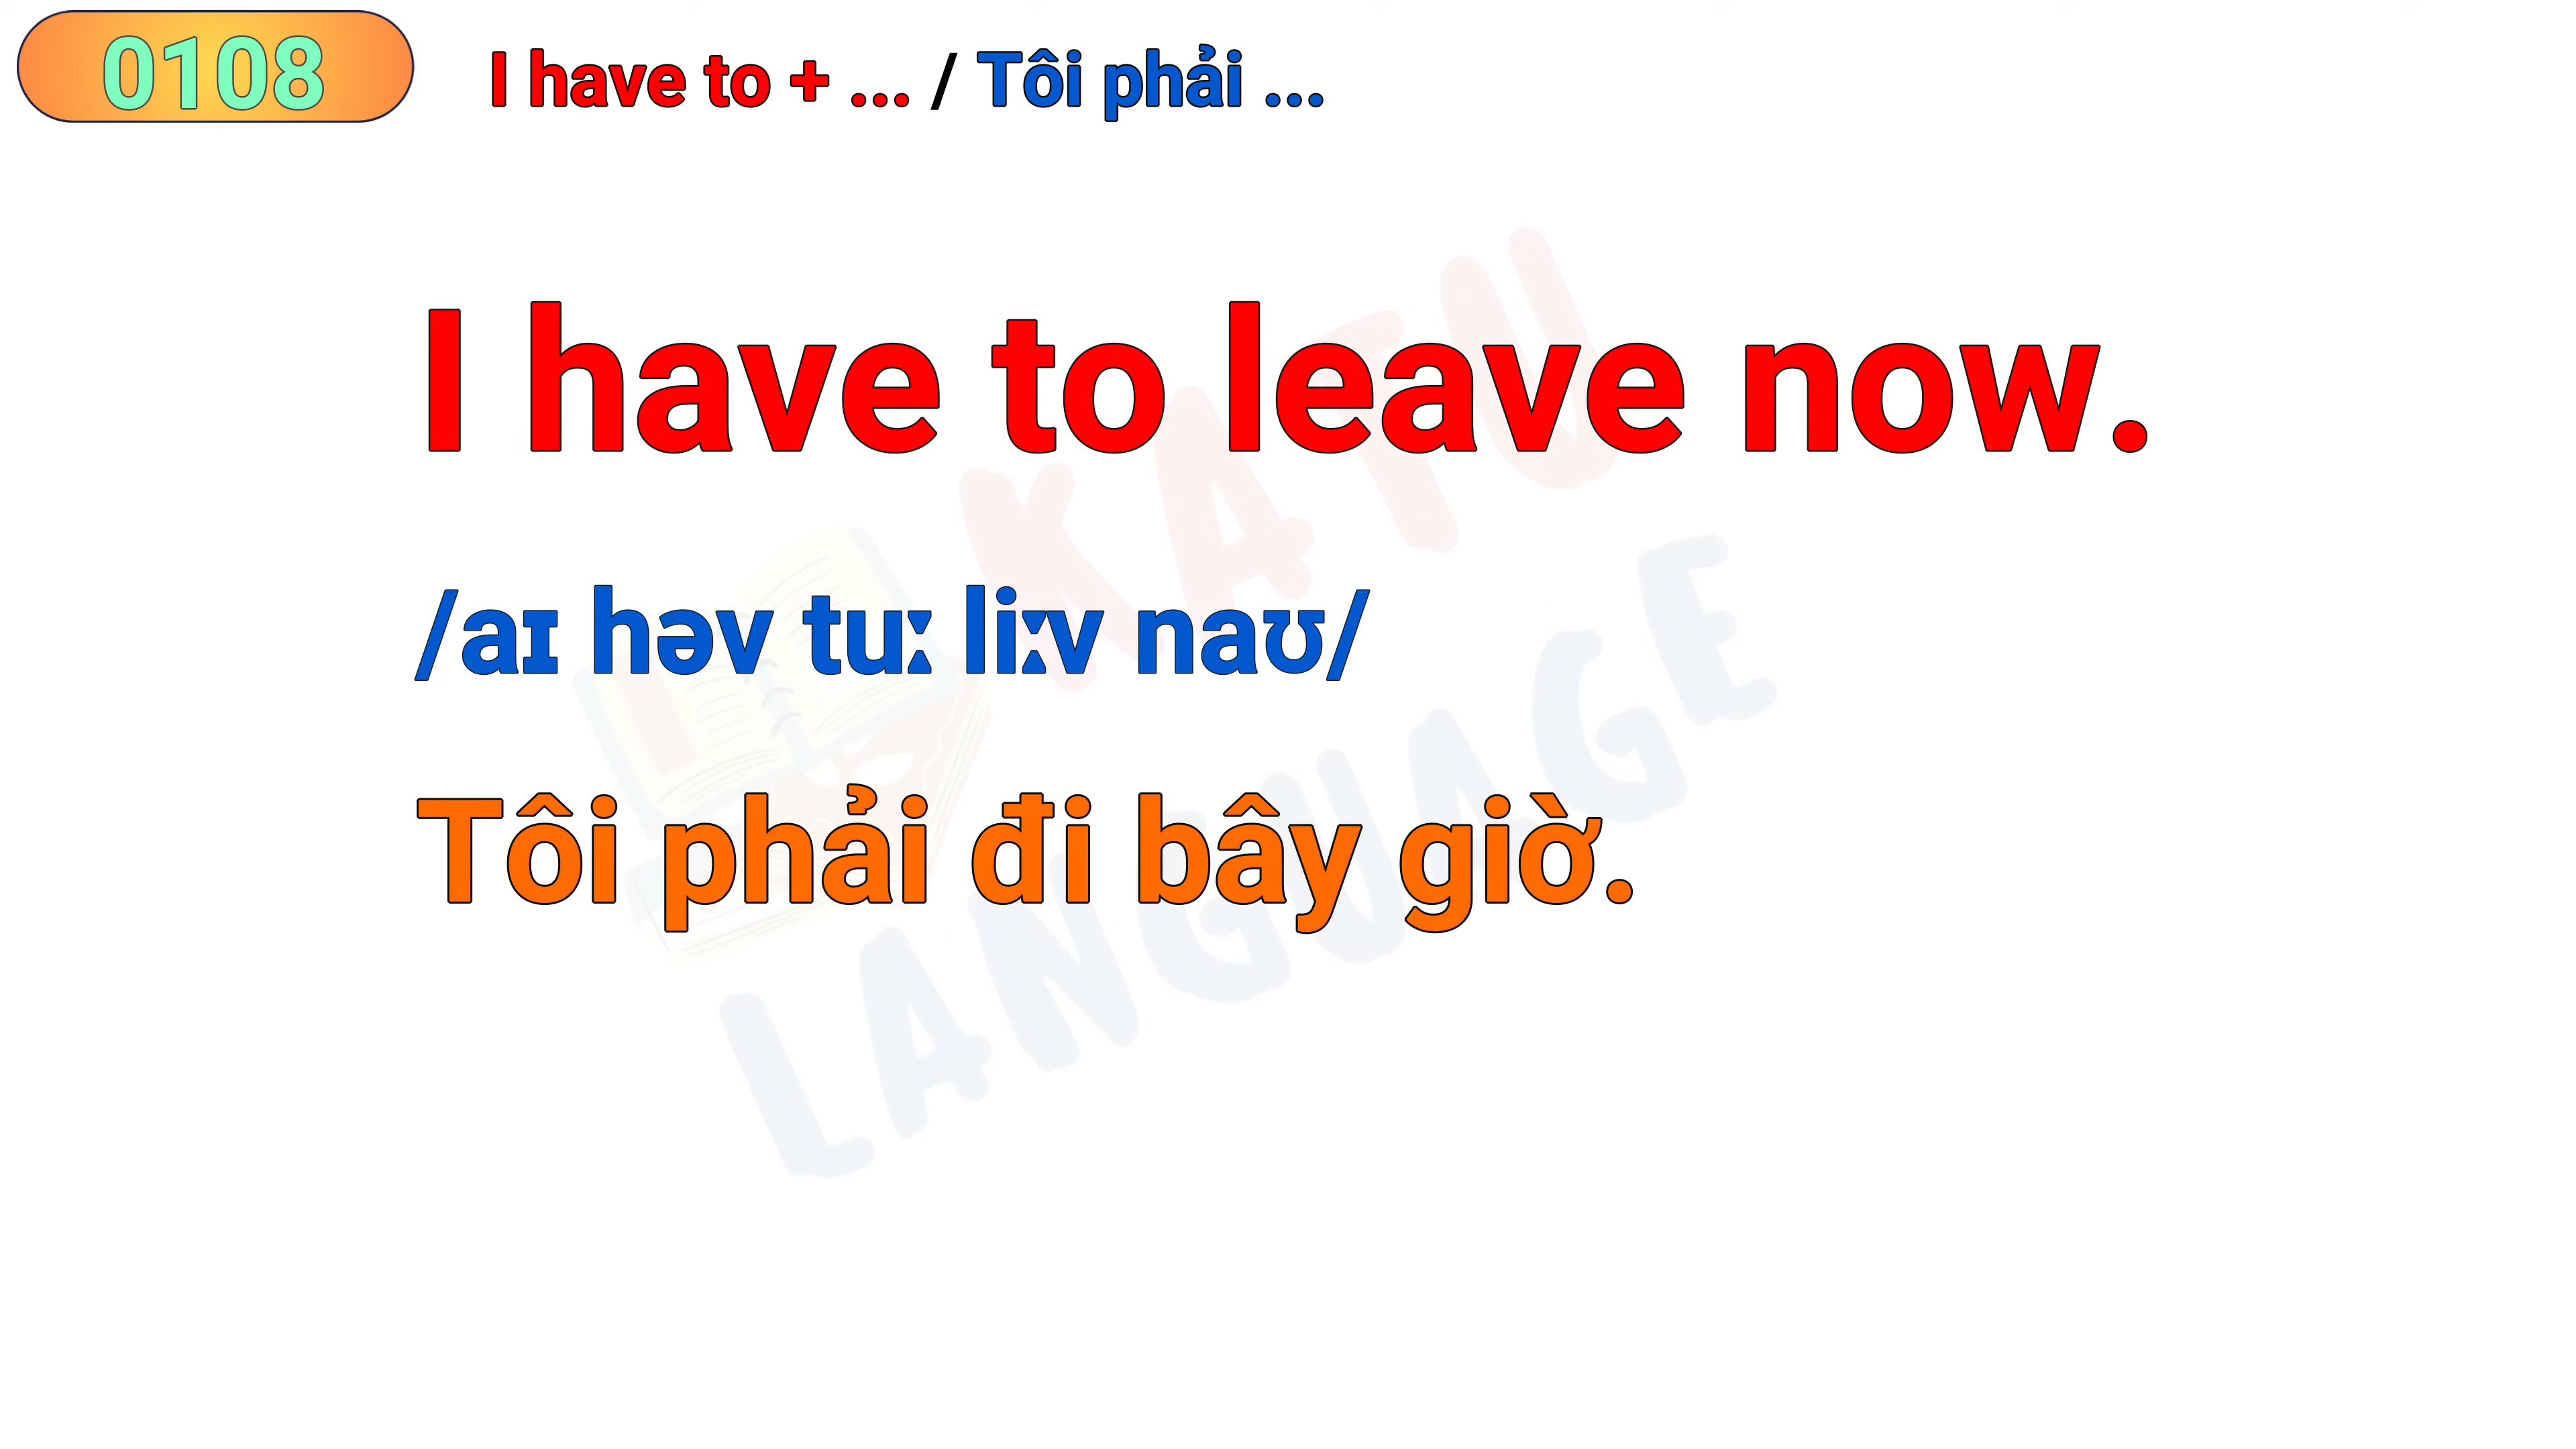 0108
I have to + ... / Tôi phải ...
I have to leave now.
/aɪ həv tuː liːv naʊ/
Tôi phải đi bây giờ.
KATU
LANGUAGE